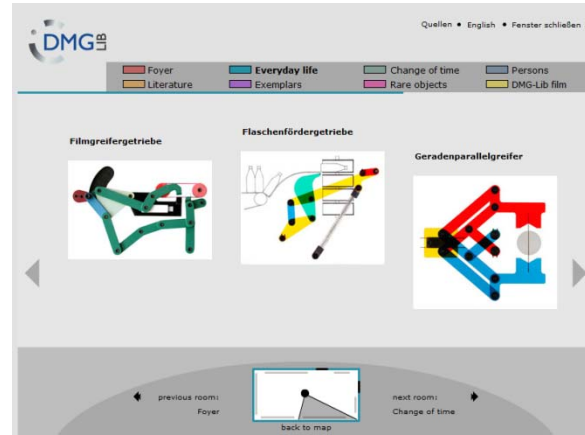 DMG LIB
Quellen • English • Fenster schließen
Foyer
Everyday life
Change of time
Persons
Literature
Exemplars
Rare objects
DMG-Lib film
Filmgreifergetriebe
Flaschenfördergetriebe
Geradenparallelgreifer
previous room:
Foyer
back to map
next room:
Change of time